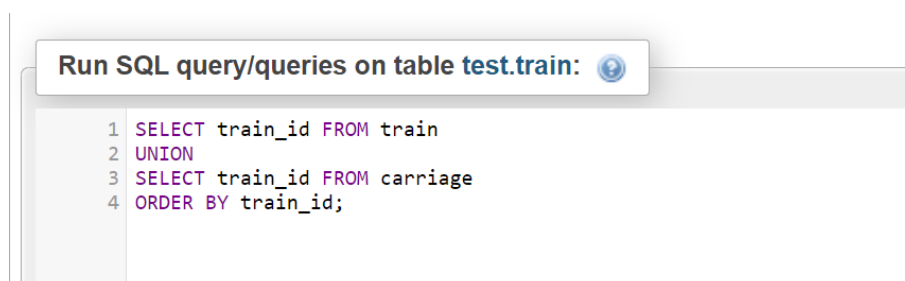 Run SQL query/queries on table test.train:
1 SELECT train_id FROM train
2 UNION
3 SELECT train_id FROM carriage
4 ORDER BY train_id;